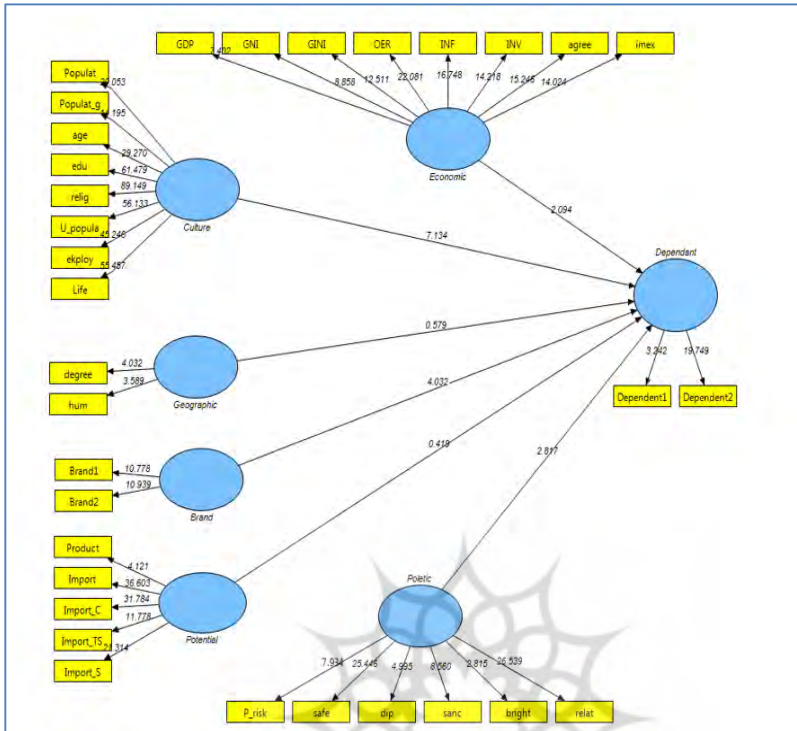 GDP
GNI
GINI
OER
INF
INV
agree
imex
8.858
12.511
22.081
16.748
14.218
15.246
14.024
Economic
Populat
Populat_g
age
edu
relig
U_popula
ekploy
Life
29.270
61.479
89.149
56.133
45.246
Culture
7.134
2.094
Dependant
3.242
19.749
Dependent1
Dependent2
degree
hum
4.032
3.589
Geographic
0.579
Brand1
Brand2
10.778
10.939
Brand
4.032
Product
Import
Import_C
Import_TS
Import_S
4.121
36.603
31.784
11.778
Potential
0.419
Poletic
2.817
7.934
25.446
4.995
8.560
2.815
26.539
P_risk
safe
dip
sanc
bright
relat